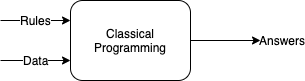 Rules
Classical
Programming
Data
Answers